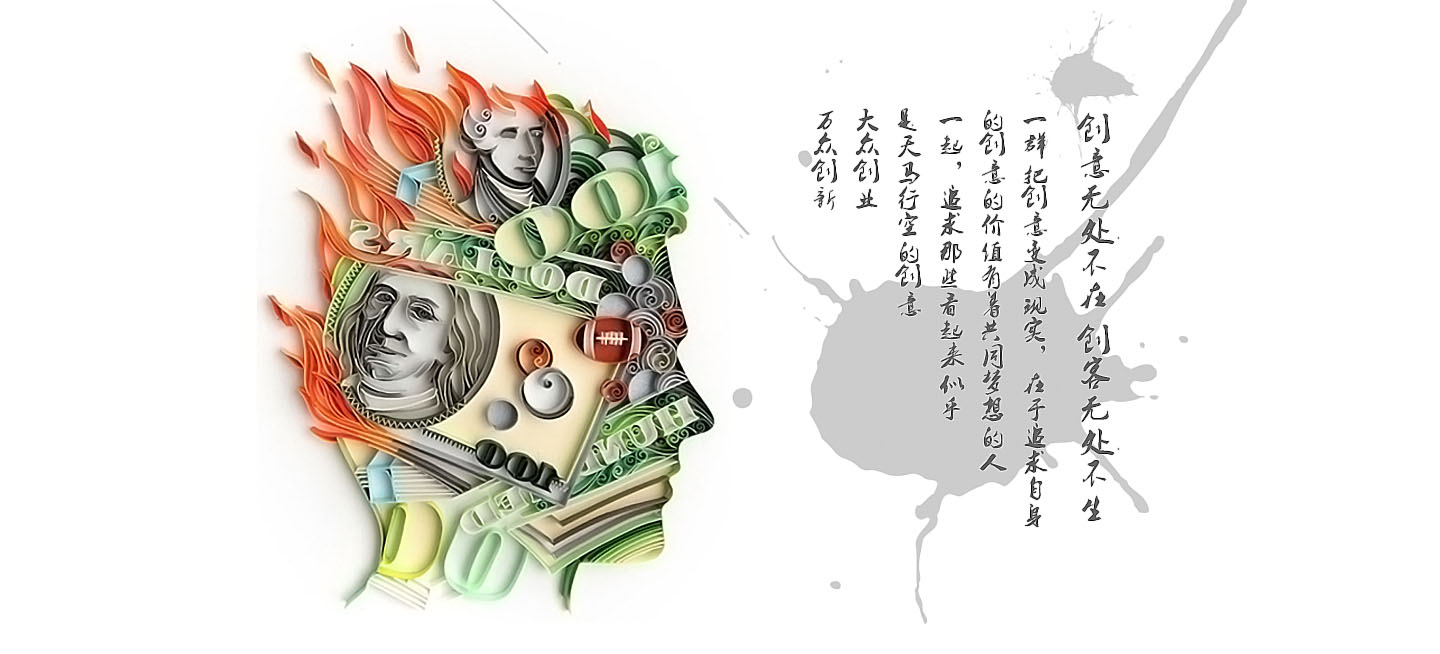 创意无处不在 创客无处不生
一群把创意变成现实，在于追求自身
的创意的价值有着共同梦想的人
一起，追求那些看起来似乎
是天马行空的创意
大众创业
万众创新
DOLLARS
100